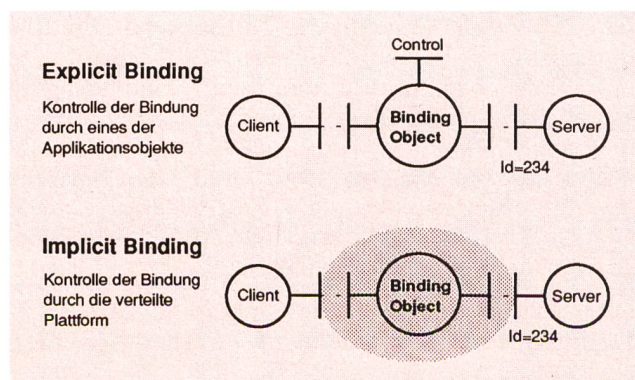 Control
Explicit Binding
Kontrolle der Bindung
durch eines der
Applikationsobjekte
Client
Binding
Object
Server
Id=234
Implicit Binding
Kontrolle der Bindung
durch die verteilte
Plattform
Client
Binding
Object
Server
Id=234